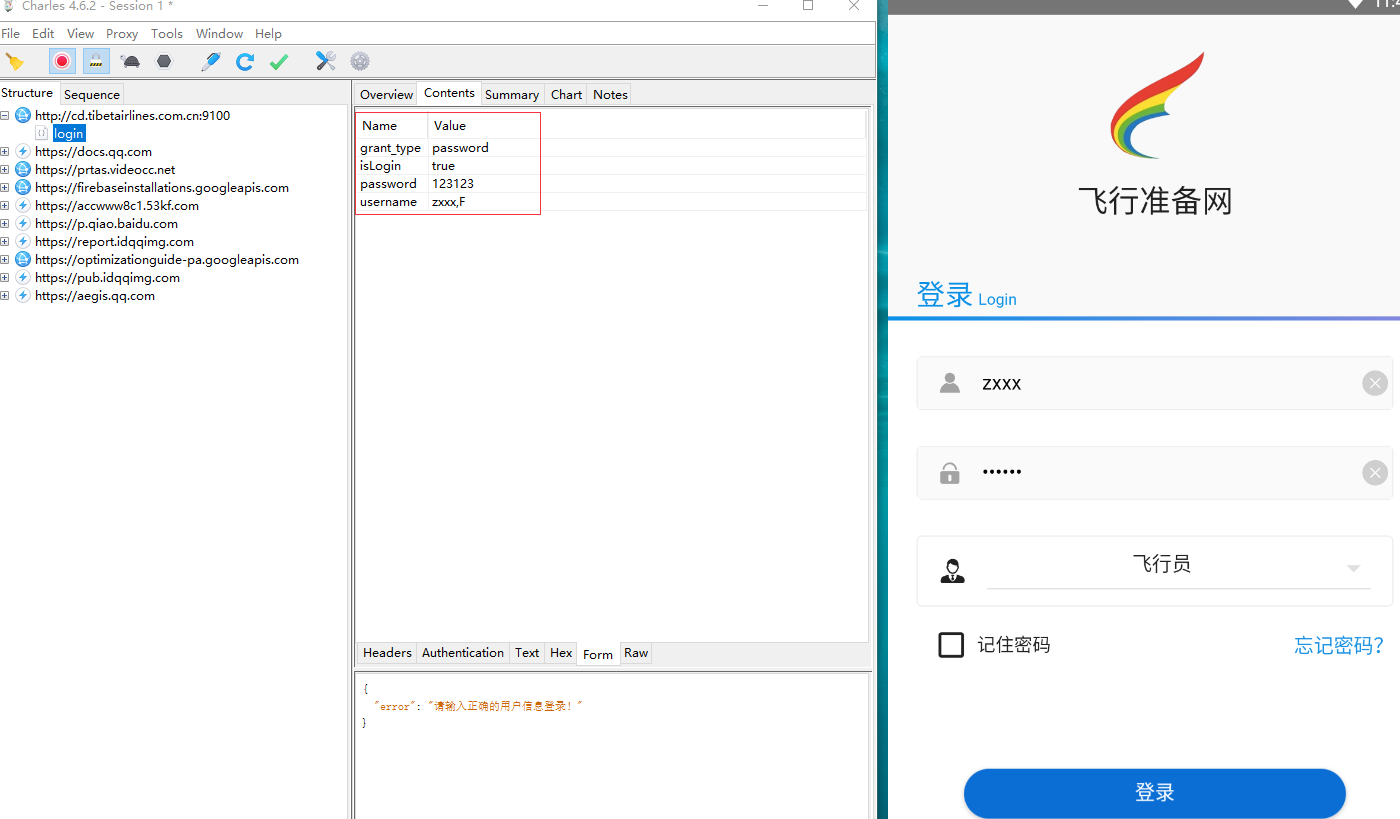 Charles 4.6.2 - Session 1 *
File Edit View Proxy Tools Window Help
Structure Sequence
http://cd.tibetairlines.com.cn:9100
login
https://docs.qq.com
https://prtas.videocc.net
https://firebaseinstallations.googleapis.com
https://accwww8c1.53kf.com
https://p.qiao.baidu.com
https://report.idqqimg.com
https://optimizationguide-pa.googleapis.com
https://pub.idqqimg.com
https://aegis.qq.com
Overview Contents Summary Chart Notes
Name Value
grant_type password
isLogin true
password 123123
username zxxx,F
Headers Authentication Text Hex Form Raw
{
"error": "请输入正确的用户信息登录!"
}
飞行准备网
登录 Login
zxxx
••••••
飞行员
记住密码 忘记密码?
登录